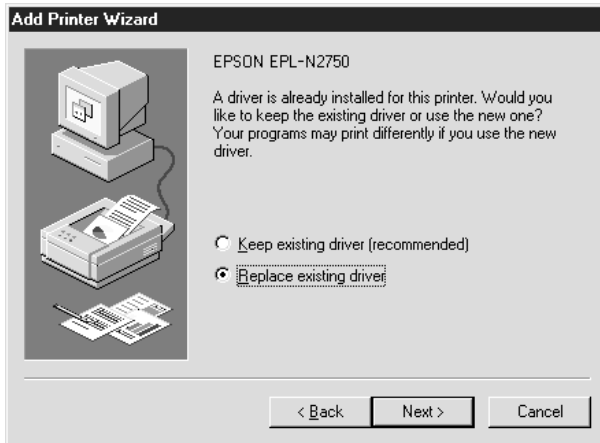 Add Printer Wizard
EPSON EPL-N2750
A driver is already installed for this printer. Would you
like to keep the existing driver or use the new one?
Your programs may print differently if you use the new
driver.
Keep existing driver (recommended)
Replace existing driver
< Back Next > Cancel